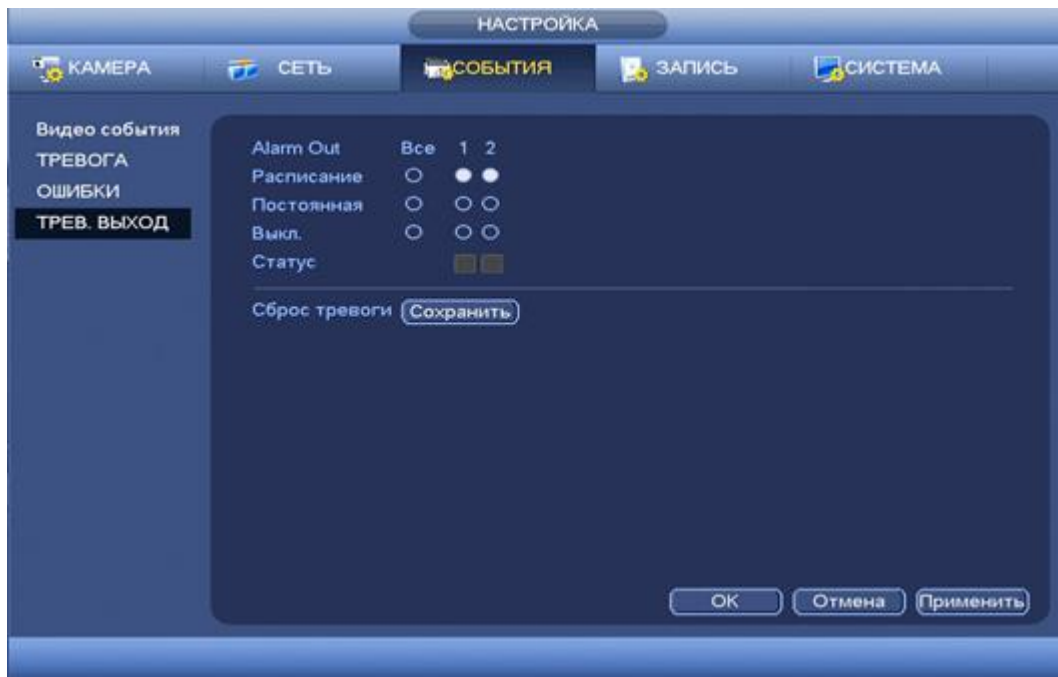 НАСТРОЙКА
КАМЕРА СЕТЬ СОБЫТИЯ ЗАПИСЬ СИСТЕМА
Видео события
ТРЕВОГА
ОШИБКИ
ТРЕВ. ВЫХОД
Alarm Out Все 1 2
Расписание
Постоянная
Выкл.
Статус
Сброс тревоги Сохранить
OK Отмена Применить